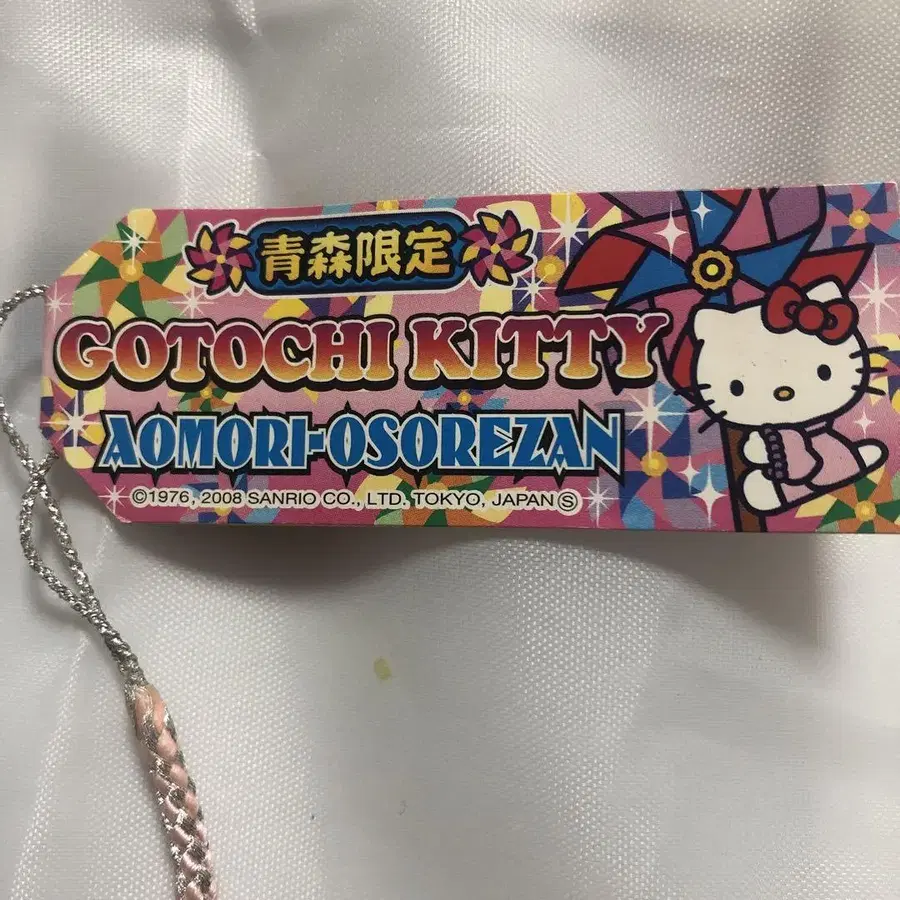 青森限定
GOTOCHI KITTY
AOMORI-OSOREZAN
©1976, 2008 SANRIO CO., LTD. TOKYO, JAPAN Ⓢ